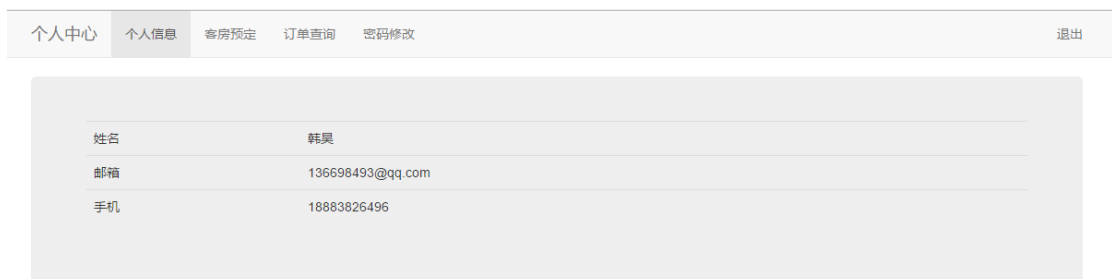 个人中心 个人信息 客房预定 订单查询 密码修改 退出
姓名 韩昊
邮箱 136698493@qq.com
手机 18883826496